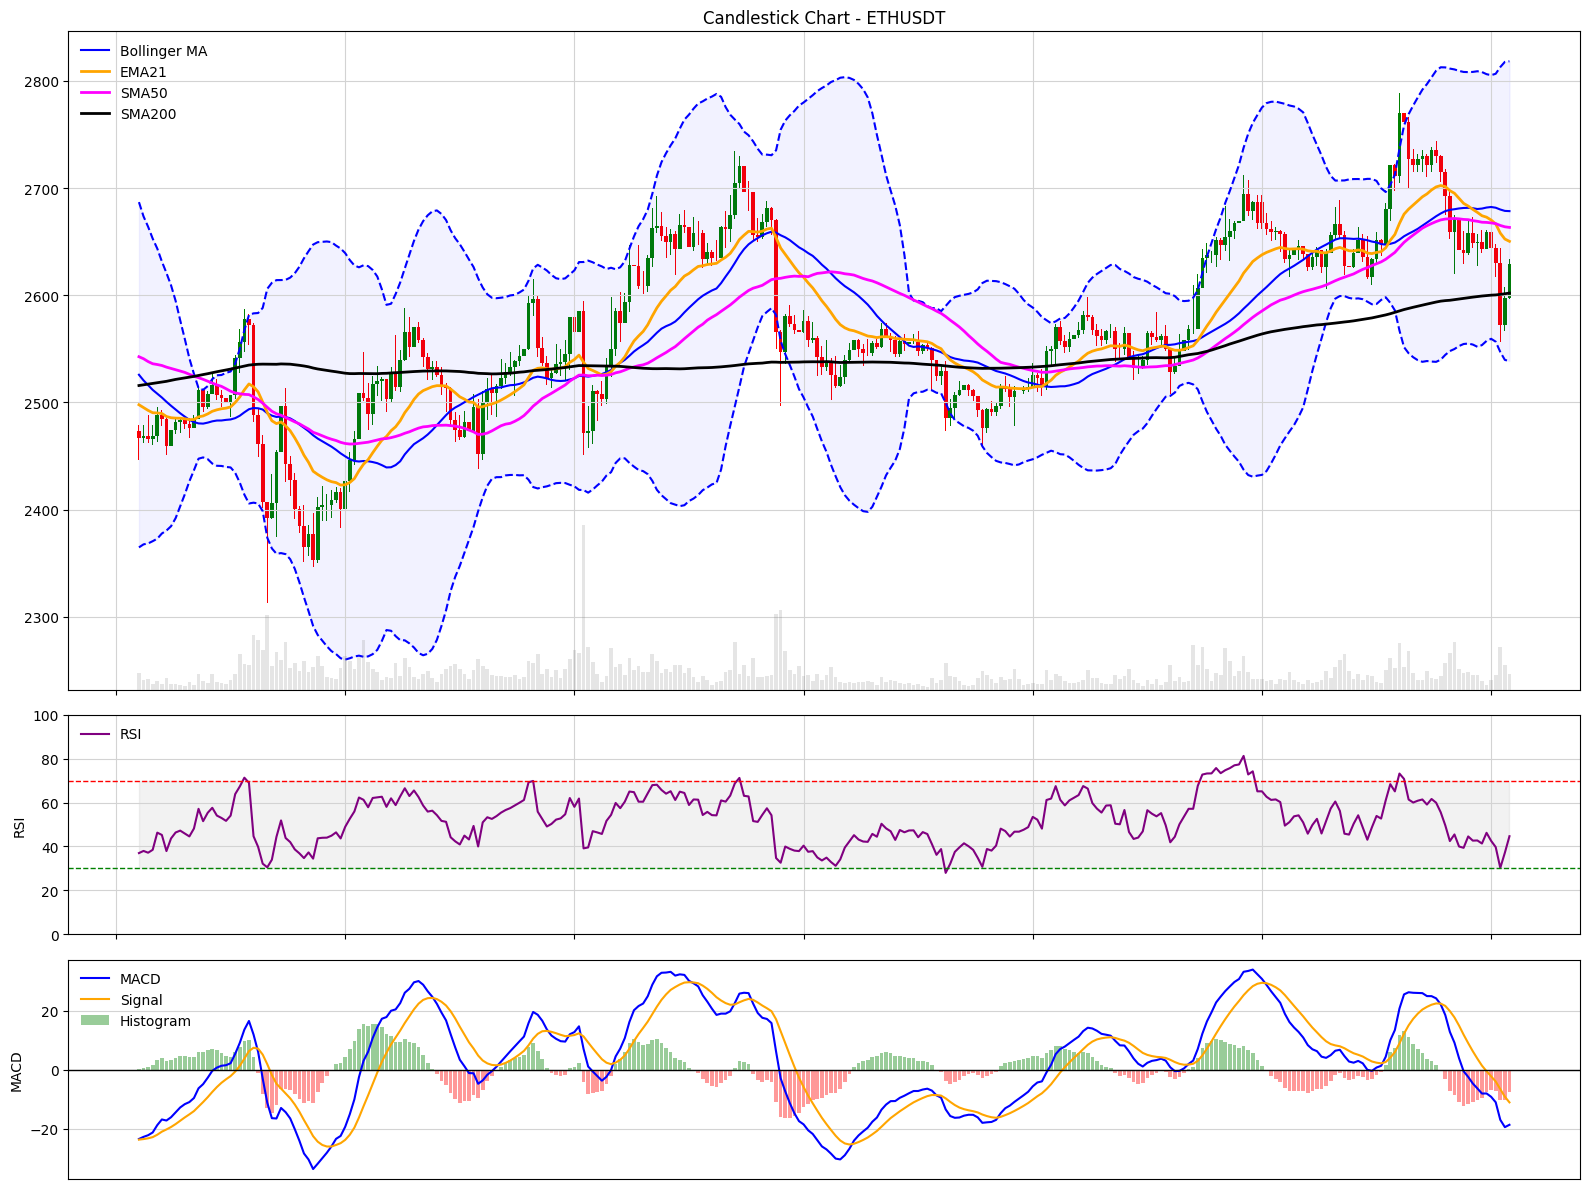 Candlestick Chart - ETHUSDT
Bollinger MA
EMA21
SMA50
SMA200
2800
2700
2600
2500
2400
2300
RSI
100
80
60
40
20
0
RSI
MACD
Signal
Histogram
20
0
−20
MACD